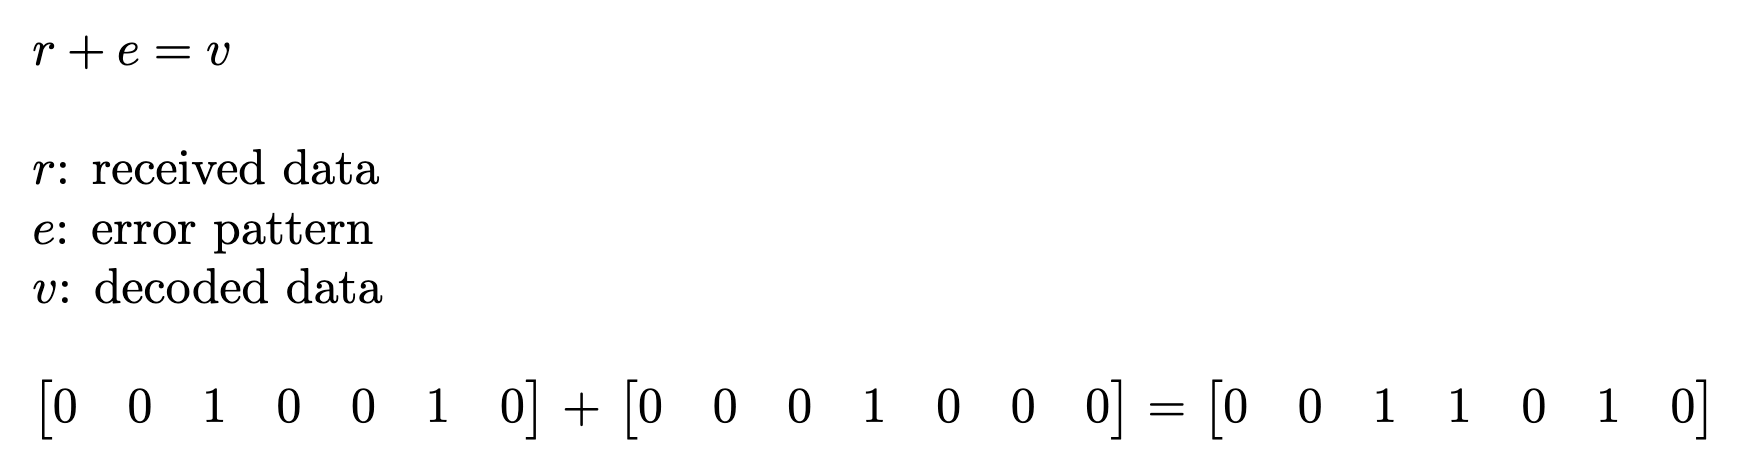 r + e = v
r: received data
e: error pattern
v: decoded data
[0 0 1 0 0 1 0] + [0 0 0 1 0 0 0] = [0 0 1 1 0 1 0]